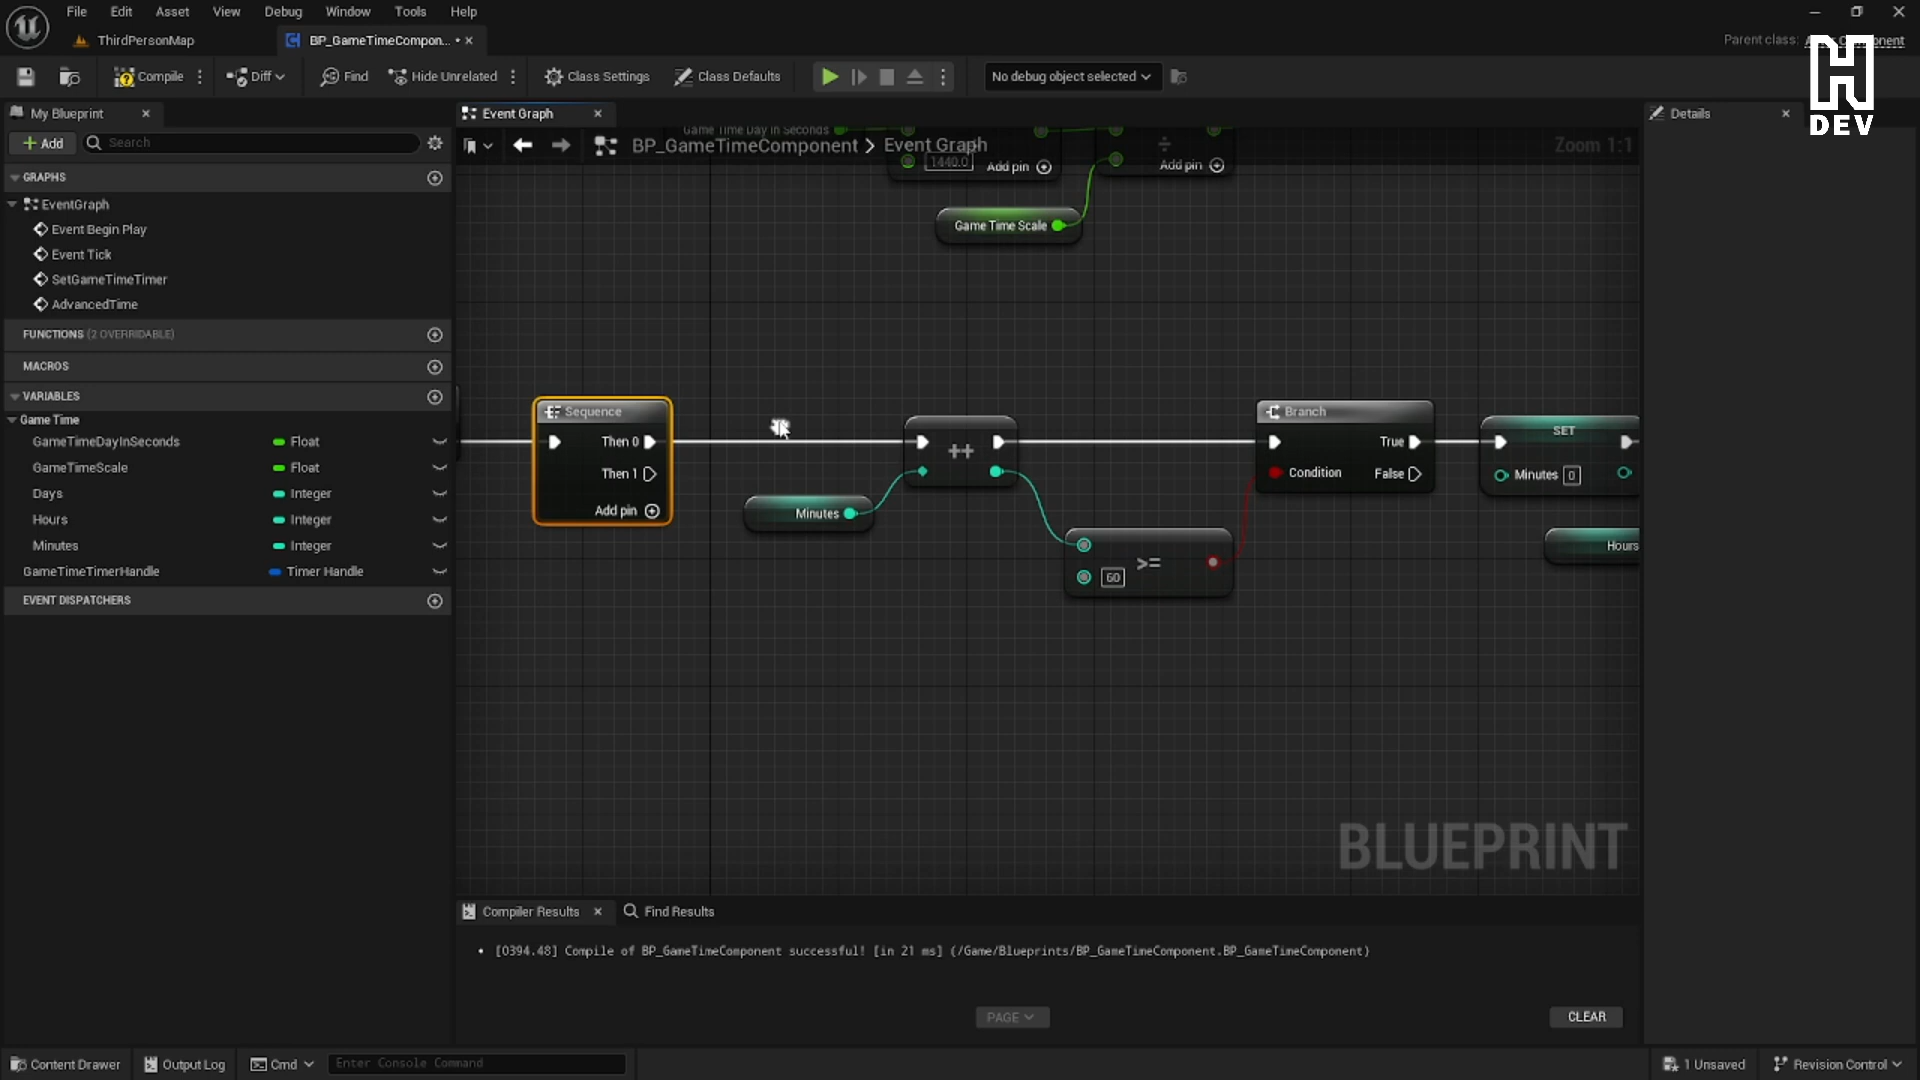 File Edit View Debug Window Tools Help
ThirdPersonMap
BP_GameTimeCompon... •
Parent class:
onent
H
DEV
Compile
Diff
Find
Hide Unrelated
Class Settings
Class Defaults
No debug object selected
My Blueprint
Event Graph
Details
Add
Search
Game Time Day in Seconds
BP_GameTimeComponent > Event Graph
Zoom 1:1
1440.0
Add pin
÷
Add pin
GRAPHS
EventGraph
Event Begin Play
Event Tick
SetGameTimeTimer
AdvancedTime
FUNCTIONS (2 OVERRIDABLE)
MACROS
VARIABLES
Game Time
GameTimeDayInSeconds Float
GameTimeScale Float
Days Integer
Hours Integer
Minutes Integer
GameTimeTimerHandle Timer Handle
EVENT DISPATCHERS
Game Time Scale
Sequence
Then 0
Then 1
Add pin
Minutes
++
>=
60
Branch
True
Condition
False
SET
Minutes 0
Hours
BLUEPRINT
Compiler Results
Find Results
• [0394.48] Compile of BP_GameTimeComponent successful! [in 21 ms] (/Game/Blueprints/BP_GameTimeComponent.BP_GameTimeComponent)
PAGE
CLEAR
Content Drawer
Output Log
Cmd
Enter Console Command
1 Unsaved
Revision Control